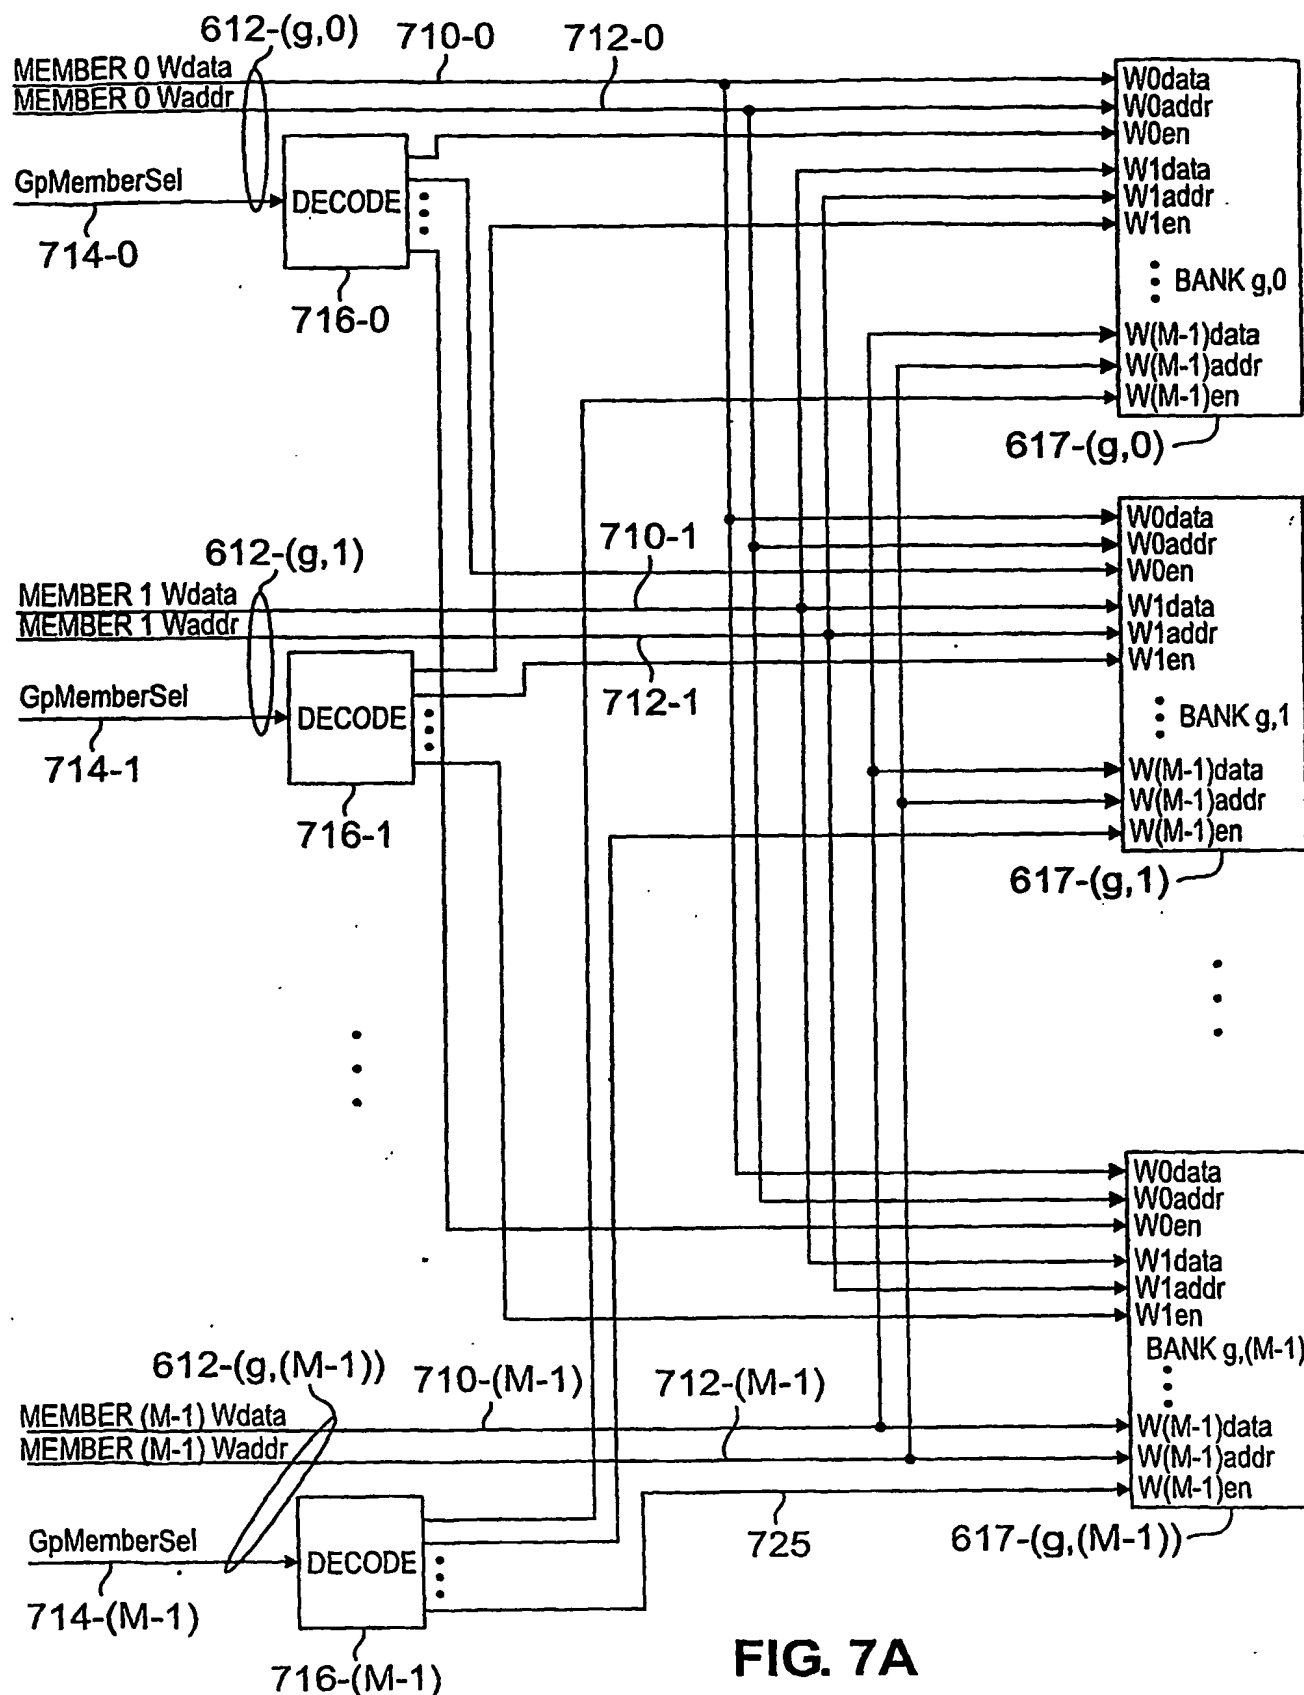 612-(g,0)
710-0
712-0
MEMBER 0 Wdata
MEMBER 0 Waddr
GpMemberSel
714-0
DECODE
716-0
W0data
W0addr
W0en
W1data
W1addr
W1en
BANK g,0
W(M-1)data
W(M-1)addr
W(M-1)en
617-(g,0)
612-(g,1)
710-1
MEMBER 1 Wdata
MEMBER 1 Waddr
712-1
GpMemberSel
714-1
DECODE
716-1
W0data
W0addr
W0en
W1data
W1addr
W1en
BANK g,1
W(M-1)data
W(M-1)addr
W(M-1)en
617-(g,1)
W0data
W0addr
W0en
W1data
W1addr
W1en
BANK g,(M-1)
W(M-1)data
W(M-1)addr
W(M-1)en
617-(g,(M-1))
612-(g,(M-1))
710-(M-1)
712-(M-1)
MEMBER (M-1) Wdata
MEMBER (M-1) Waddr
GpMemberSel
714-(M-1)
DECODE
716-(M-1)
725
FIG. 7A